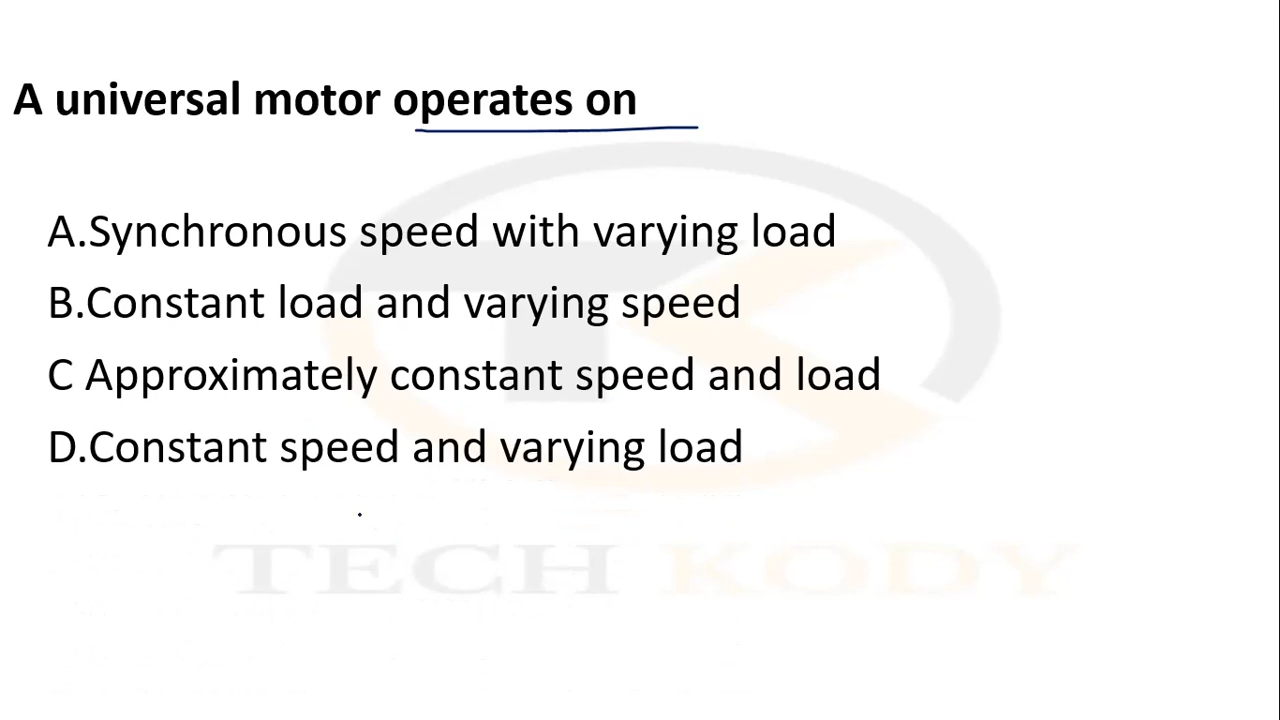 A universal motor operates on
A.Synchronous speed with varying load
B.Constant load and varying speed
C Approximately constant speed and load
D.Constant speed and varying load
TECH KODY